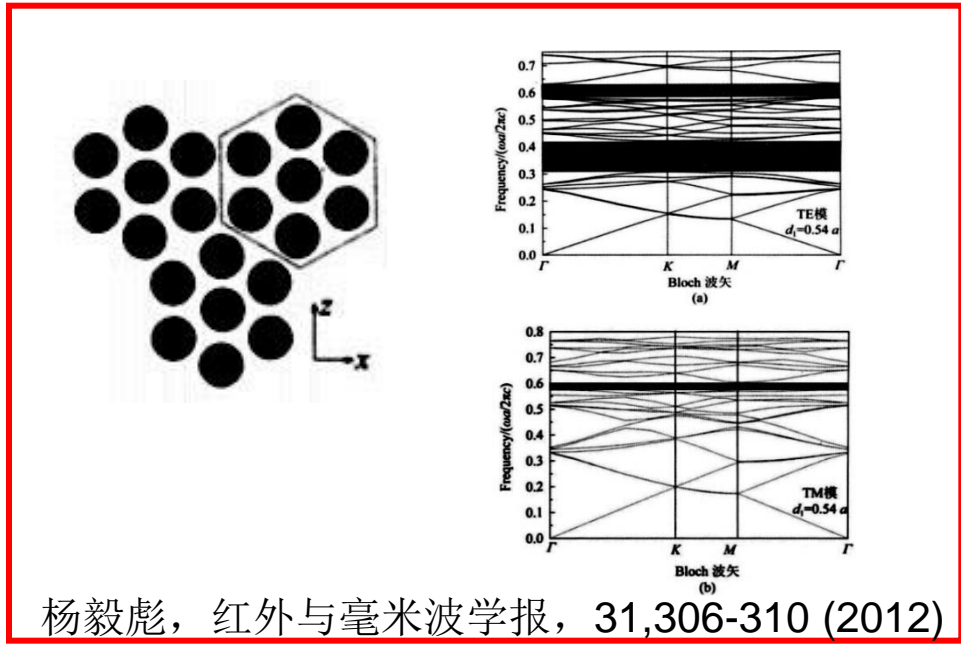 Z
X
Frequency/(ωa/2πc)
0.7
0.6
0.5
0.4
0.3
0.2
0.1
0.0
TE模
d₁=0.54 a
Γ K M Γ
Bloch 波矢
(a)
Frequency/(ωa/2πc)
0.8
0.7
0.6
0.5
0.4
0.3
0.2
0.1
0.0
TM模
d₁=0.54 a
Γ K M Γ
Bloch 波矢
(b)
杨毅彪，红外与毫米波学报，31,306-310 (2012)